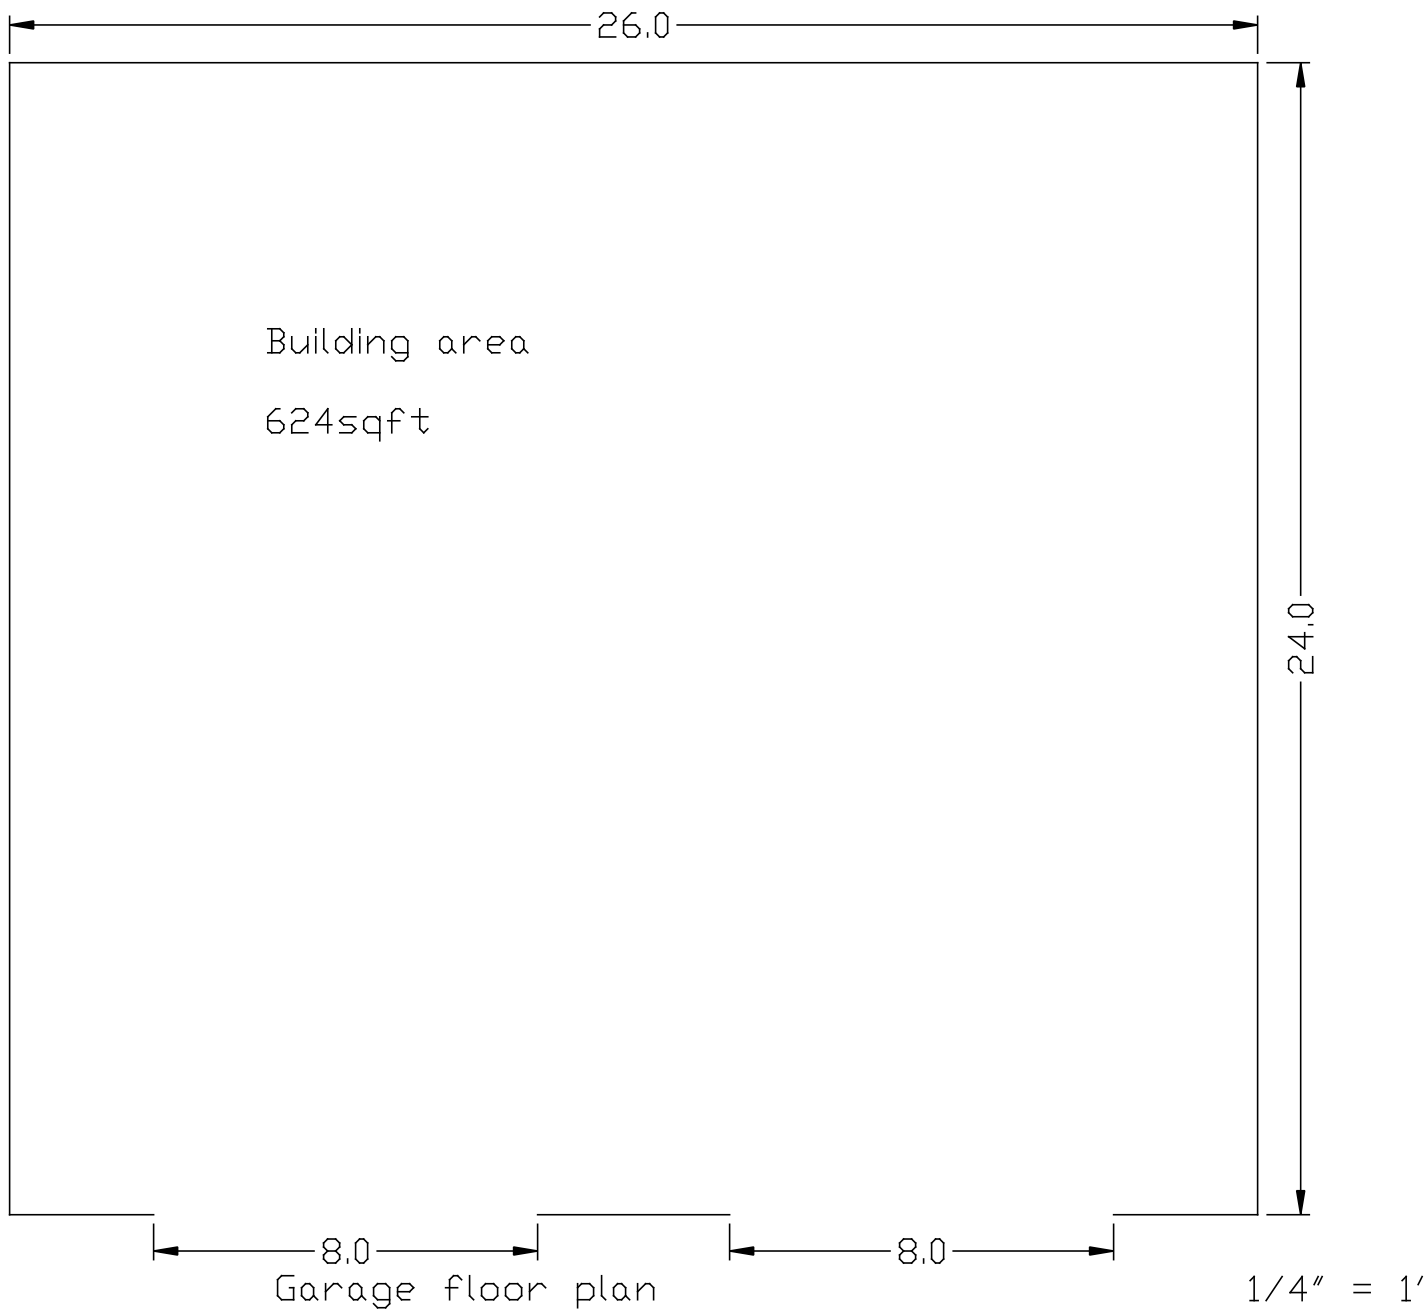 26.0
Building area
624sqft
24.0
8.0
8.0
Garage floor plan
1/4" = 1'